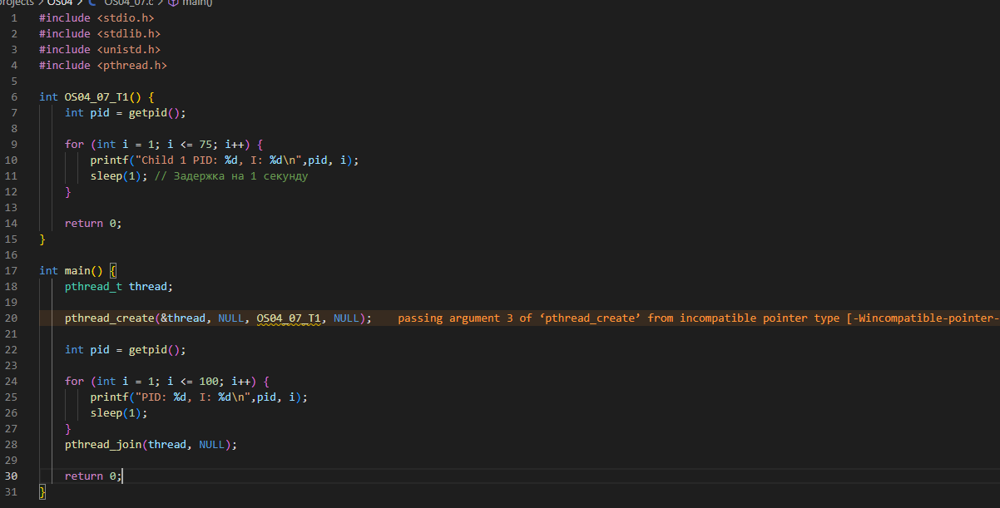 projects > OS04 > C OS04_07.c > main()
1 #include <stdio.h>
2 #include <stdlib.h>
3 #include <unistd.h>
4 #include <pthread.h>
5
6 int OS04_07_T1() {
7     int pid = getpid();
8
9     for (int i = 1; i <= 75; i++) {
10         printf("Child 1 PID: %d, I: %d\n",pid, i);
11         sleep(1); // Задержка на 1 секунду
12     }
13
14     return 0;
15 }
16
17 int main() {
18     pthread_t thread;
19
20     pthread_create(&thread, NULL, OS04_07_T1, NULL);    passing argument 3 of ‘pthread_create’ from incompatible pointer type [-Wincompatible-pointer-
21
22     int pid = getpid();
23
24     for (int i = 1; i <= 100; i++) {
25         printf("PID: %d, I: %d\n",pid, i);
26         sleep(1);
27     }
28     pthread_join(thread, NULL);
29
30     return 0;
31 }